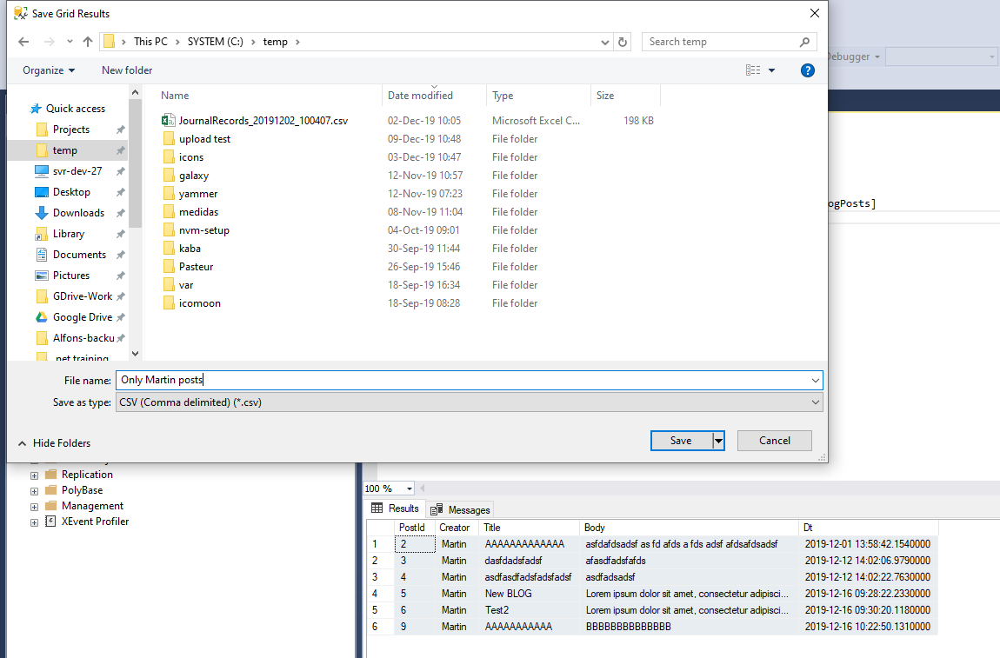 Save Grid Results
This PC > SYSTEM (C:) > temp >
Search temp
Organize
New folder
Debugger
Name Date modified Type Size
Quick access
Projects
temp
svr-dev-27
Desktop
Downloads
Library
Documents
Pictures
GDrive-Work
Google Drive
Alfons-backu
.net training
JournalRecords_20191202_100407.csv 02-Dec-19 10:05 Microsoft Excel C... 198 KB
upload test 09-Dec-19 10:48 File folder
icons 03-Dec-19 10:47 File folder
galaxy 12-Nov-19 10:57 File folder
yammer 12-Nov-19 07:23 File folder
medidas 08-Nov-19 11:04 File folder
nvm-setup 04-Oct-19 09:01 File folder
kaba 30-Sep-19 11:44 File folder
Pasteur 26-Sep-19 15:46 File folder
var 18-Sep-19 16:34 File folder
icomoon 18-Sep-19 08:28 File folder
ogPosts]
File name: Only Martin posts
Save as type: CSV (Comma delimited) (*.csv)
Hide Folders
Save
Cancel
Replication
PolyBase
Management
XEvent Profiler
100 %
Results Messages
PostId Creator Title Body Dt
1 2 Martin AAAAAAAAAAAAA asfdafdsadsf as fd afds a fds adsf afdsafdsadsf 2019-12-01 13:58:42.1540000
2 3 Martin dasfdadsfadsf afasdfadsfafds 2019-12-12 14:02:06.9790000
3 4 Martin asdfasdfadsfadsfadsf asdfadsadsf 2019-12-12 14:02:22.7630000
4 5 Martin New BLOG Lorem ipsum dolor sit amet, consectetur adipisci... 2019-12-16 09:28:22.2330000
5 6 Martin Test2 Lorem ipsum dolor sit amet, consectetur adipisci... 2019-12-16 09:30:20.1180000
6 9 Martin AAAAAAAAAAA BBBBBBBBBBBBBB 2019-12-16 10:22:50.1310000